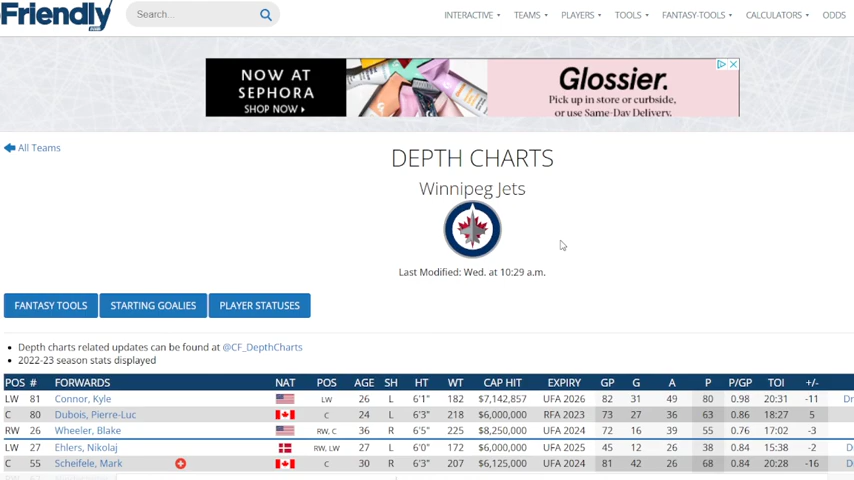 Friendly
Search...
INTERACTIVE TEAMS PLAYERS TOOLS FANTASY-TOOLS CALCULATORS ODDS
NOW AT
SEPHORA
SHOP NOW
Glossier.
Pick up in store or curbside,
or use Same-Day Delivery.
All Teams
DEPTH CHARTS
Winnipeg Jets
Last Modified: Wed. at 10:29 a.m.
FANTASY TOOLS STARTING GOALIES PLAYER STATUSES
Depth charts related updates can be found at @CF_DepthCharts
2022-23 season stats displayed
POS # FORWARDS NAT POS AGE SH HT WT CAP HIT EXPIRY GP G A P P/GP TOI +/-
LW 81 Connor, Kyle LW 26 L 6'1" 182 $7,142,857 UFA 2026 82 31 49 80 0.98 20:31 -11 Dr
C 80 Dubois, Pierre-Luc C 24 L 6'3" 218 $6,000,000 RFA 2023 73 27 36 63 0.86 18:27 5
RW 26 Wheeler, Blake RW, C 36 R 6'5" 225 $8,250,000 UFA 2024 72 16 39 55 0.76 17:02 -3
LW 27 Ehlers, Nikolaj RW, LW 27 L 6'0" 172 $6,000,000 UFA 2025 45 12 26 38 0.84 15:38 -2 D
C 55 Scheifele, Mark C 30 R 6'3" 207 $6,125,000 UFA 2024 81 42 26 68 0.84 20:28 -16 D